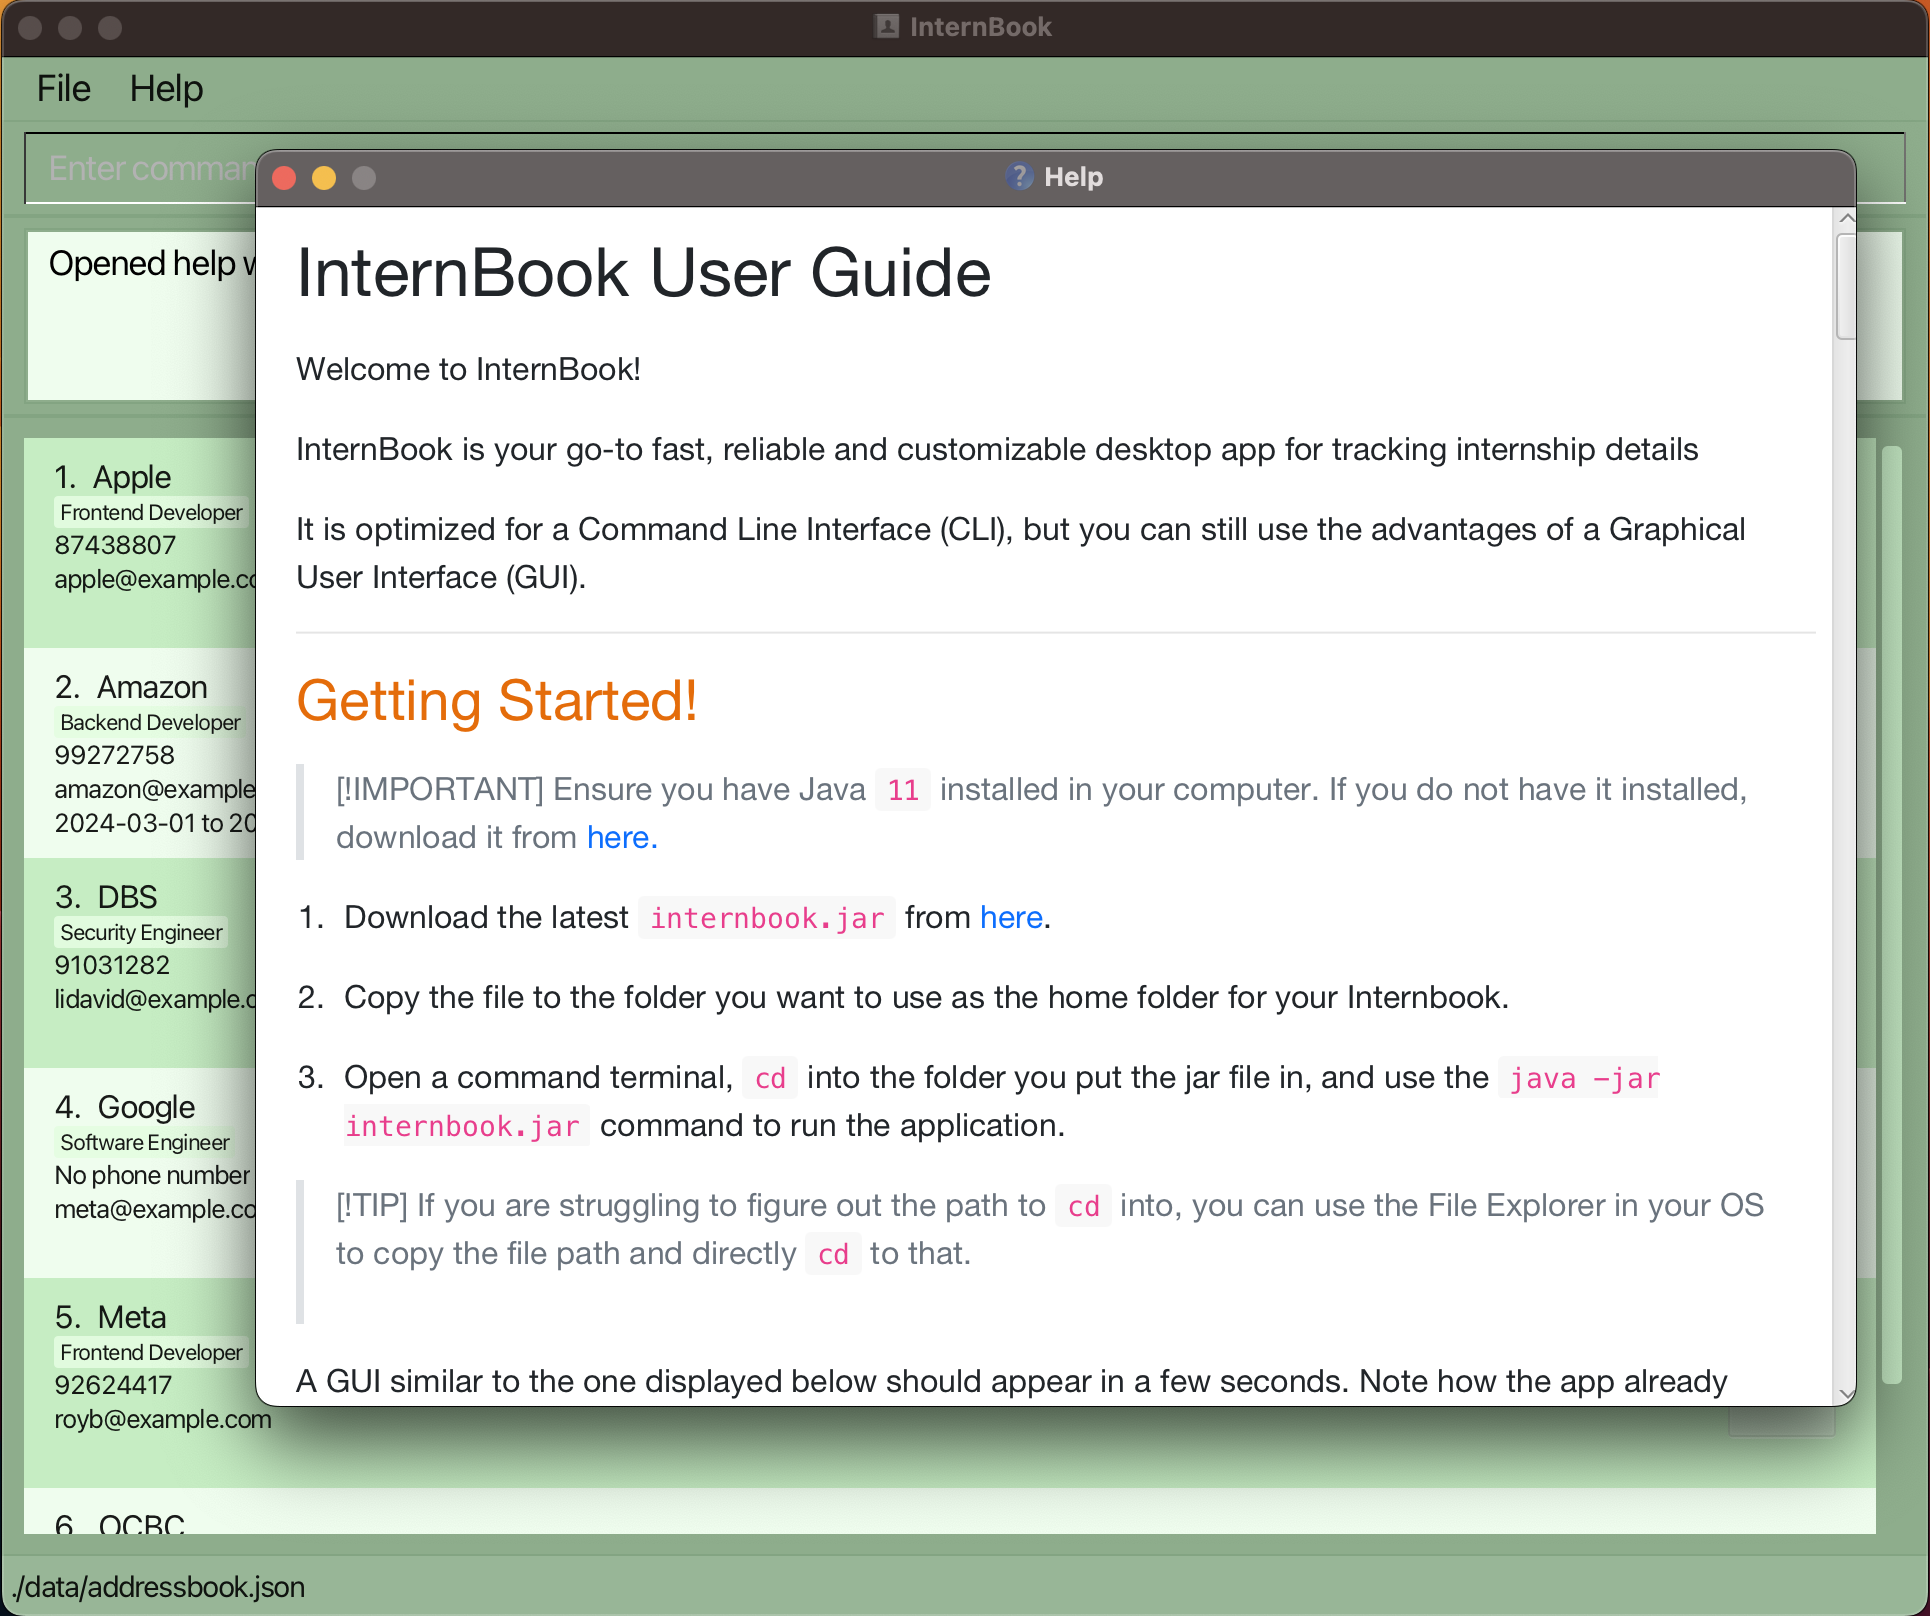 InternBook
File Help
Enter
Opened help
Help
InternBook User Guide
Welcome to InternBook!
InternBook is your go-to fast, reliable and customizable desktop app for tracking internship details
It is optimized for a Command Line Interface (CLI), but you can still use the advantages of a Graphical
User Interface (GUI).
Getting Started!
[!IMPORTANT] Ensure you have Java 11 installed in your computer. If you do not have it installed,
download it from here.
1. Download the latest internbook.jar from here.
2. Copy the file to the folder you want to use as the home folder for your Internbook.
3. Open a command terminal, cd into the folder you put the jar file in, and use the java -jar
internbook.jar command to run the application.
[!TIP] If you are struggling to figure out the path to cd into, you can use the File Explorer in your OS
to copy the file path and directly cd to that.
A GUI similar to the one displayed below should appear in a few seconds. Note how the app already
1. Apple
Frontend Developer
87438807
apple@example.co
2. Amazon
Backend Developer
99272758
amazon@example
2024-03-01 to 20
3. DBS
Security Engineer
91031282
lidavid@example.c
4. Google
Software Engineer
No phone number
meta@example.co
5. Meta
Frontend Developer
92624417
royb@example.com
6. OCBC
./data/addressbook.json